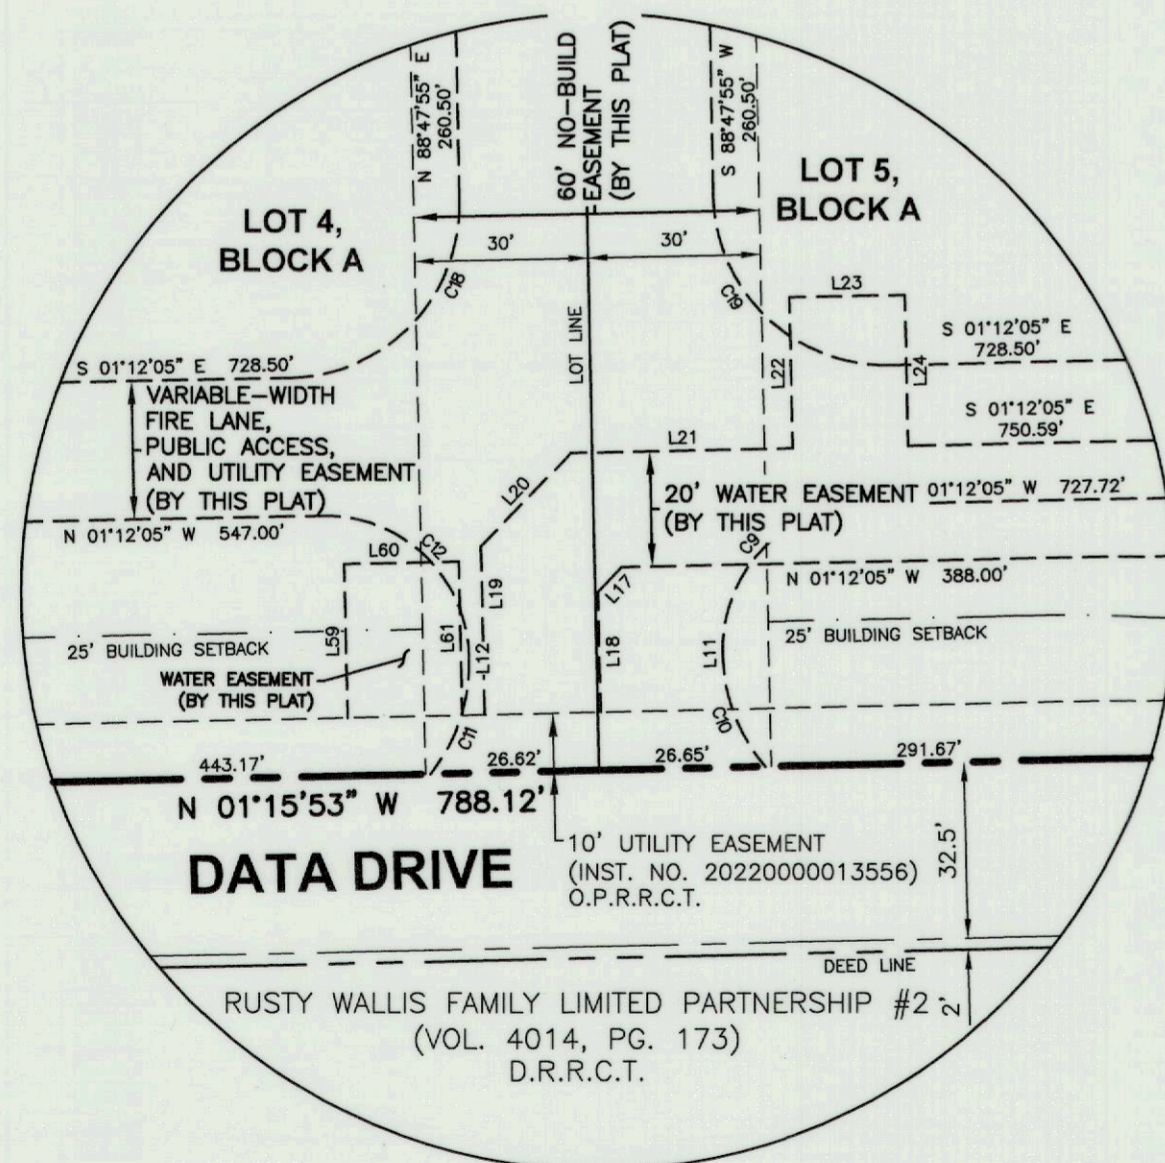 N 88°47'55" E
260.50'
60' NO-BUILD
EASEMENT
(BY THIS PLAT)
S 88°47'55" W
260.50'
LOT 4,
BLOCK A
LOT 5,
BLOCK A
30'
30'
C18
C19
L23
LOT LINE
S 01°12'05" E 728.50'
S 01°12'05" E
728.50'
L22
L24
VARIABLE-WIDTH
FIRE LANE,
PUBLIC ACCESS,
AND UTILITY EASEMENT
(BY THIS PLAT)
S 01°12'05" E
750.59'
L21
L20
20' WATER EASEMENT
(BY THIS PLAT)
01°12'05" W 727.72'
N 01°12'05" W 547.00'
L60
C12
C9
L17
N 01°12'05" W 388.00'
L19
L59
L61
L12
L18
L11
25' BUILDING SETBACK
25' BUILDING SETBACK
WATER EASEMENT
(BY THIS PLAT)
C11
C10
443.17'
26.62'
26.65'
291.67'
N 01°15'53" W 788.12'
DATA DRIVE
10' UTILITY EASEMENT
(INST. NO. 20220000013556)
O.P.R.R.C.T.
32.5'
DEED LINE
2'
RUSTY WALLIS FAMILY LIMITED PARTNERSHIP #2
(VOL. 4014, PG. 173)
D.R.R.C.T.